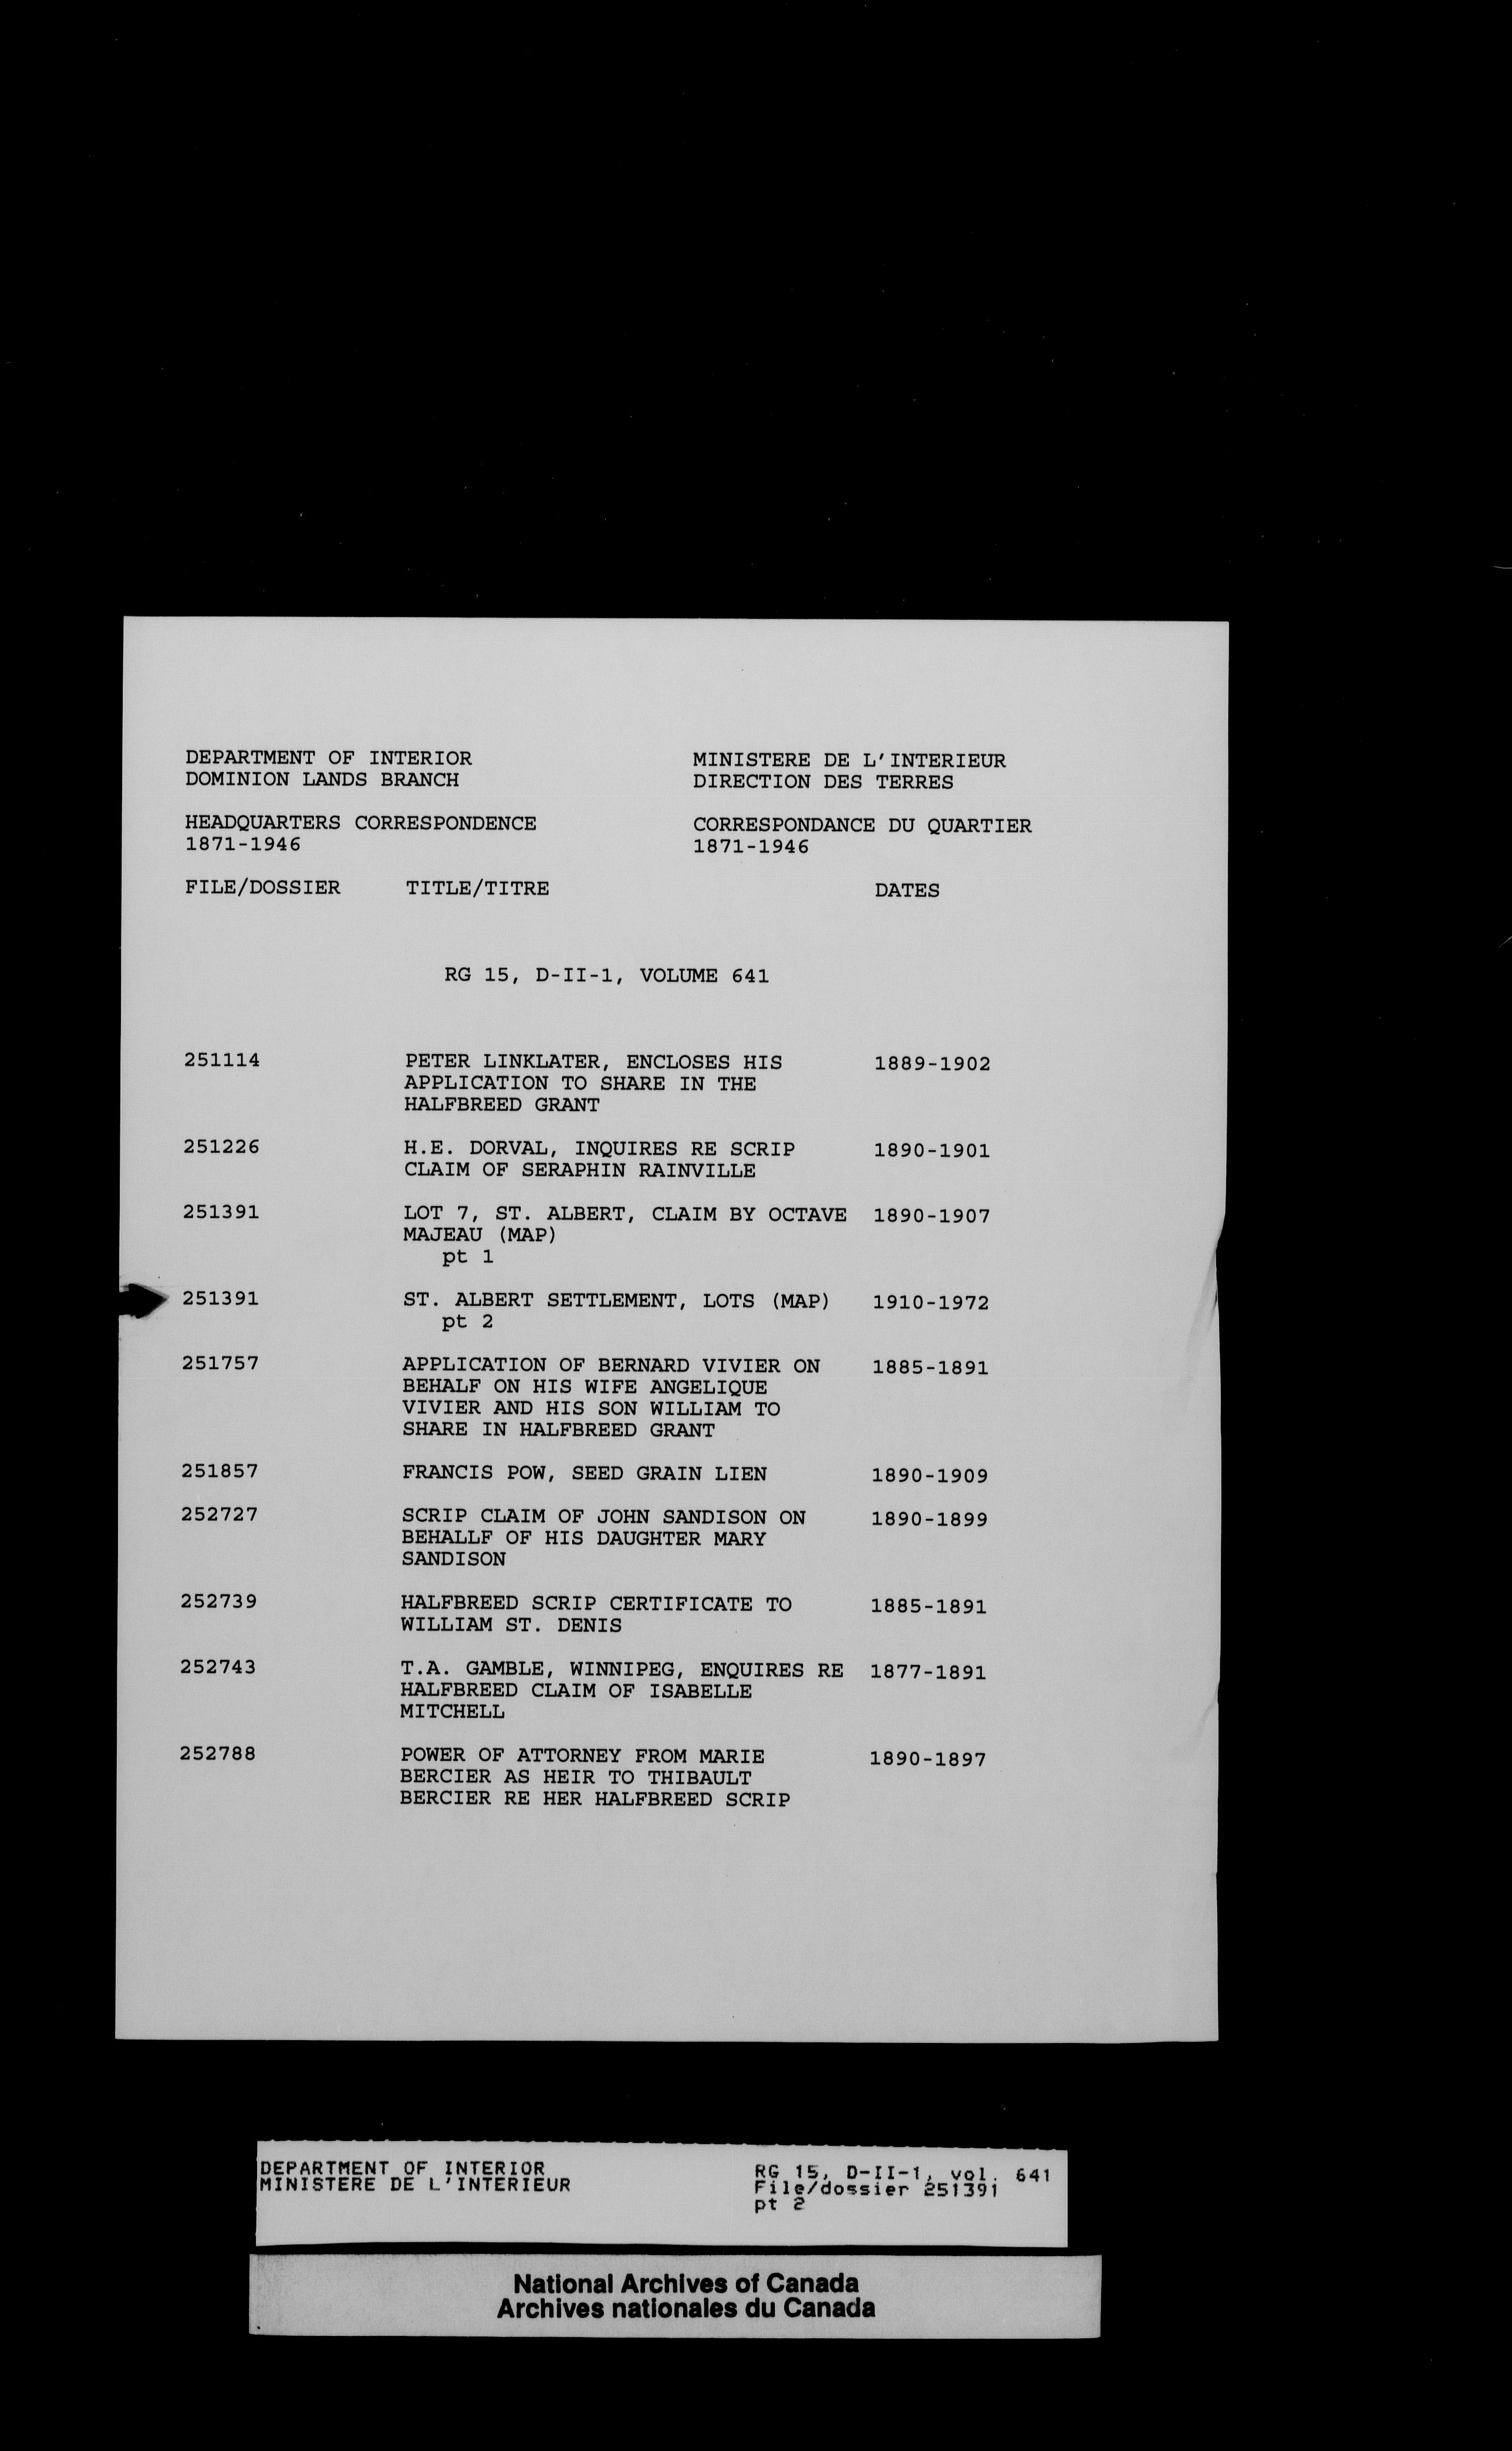 DEPARTMENT OF INTERIOR MINISTERE DE L'INTERIEUR
DOMINION LANDS BRANCH DIRECTION DES TERRES
HEADQUARTERS CORRESPONDENCE CORRESPONDANCE DU QUARTIER
1871-1946 1871-1946
FILE/DOSSIER TITLE/TITRE DATES
RG 15, D-II-1, VOLUME 641
251114 PETER LINKLATER, ENCLOSES HIS 1889-1902
APPLICATION TO SHARE IN THE
HALFBREED GRANT
251226 H.E. DORVAL, INQUIRES RE SCRIP 1890-1901
CLAIM OF SERAPHIN RAINVILLE
251391 LOT 7, ST. ALBERT, CLAIM BY OCTAVE 1890-1907
MAJEAU (MAP)
pt 1
251391 ST. ALBERT SETTLEMENT, LOTS (MAP) 1910-1972
pt 2
251757 APPLICATION OF BERNARD VIVIER ON 1885-1891
BEHALF ON HIS WIFE ANGELIQUE
VIVIER AND HIS SON WILLIAM TO
SHARE IN HALFBREED GRANT
251857 FRANCIS POW, SEED GRAIN LIEN 1890-1909
252727 SCRIP CLAIM OF JOHN SANDISON ON 1890-1899
BEHALLF OF HIS DAUGHTER MARY
SANDISON
252739 HALFBREED SCRIP CERTIFICATE TO 1885-1891
WILLIAM ST. DENIS
252743 T.A. GAMBLE, WINNIPEG, ENQUIRES RE 1877-1891
HALFBREED CLAIM OF ISABELLE
MITCHELL
252788 POWER OF ATTORNEY FROM MARIE 1890-1897
BERCIER AS HEIR TO THIBAULT
BERCIER RE HER HALFBREED SCRIP
DEPARTMENT OF INTERIOR RG 15, D-II-1, vol. 641
MINISTERE DE L'INTERIEUR File/dossier 251391
pt 2
National Archives of Canada
Archives nationales du Canada